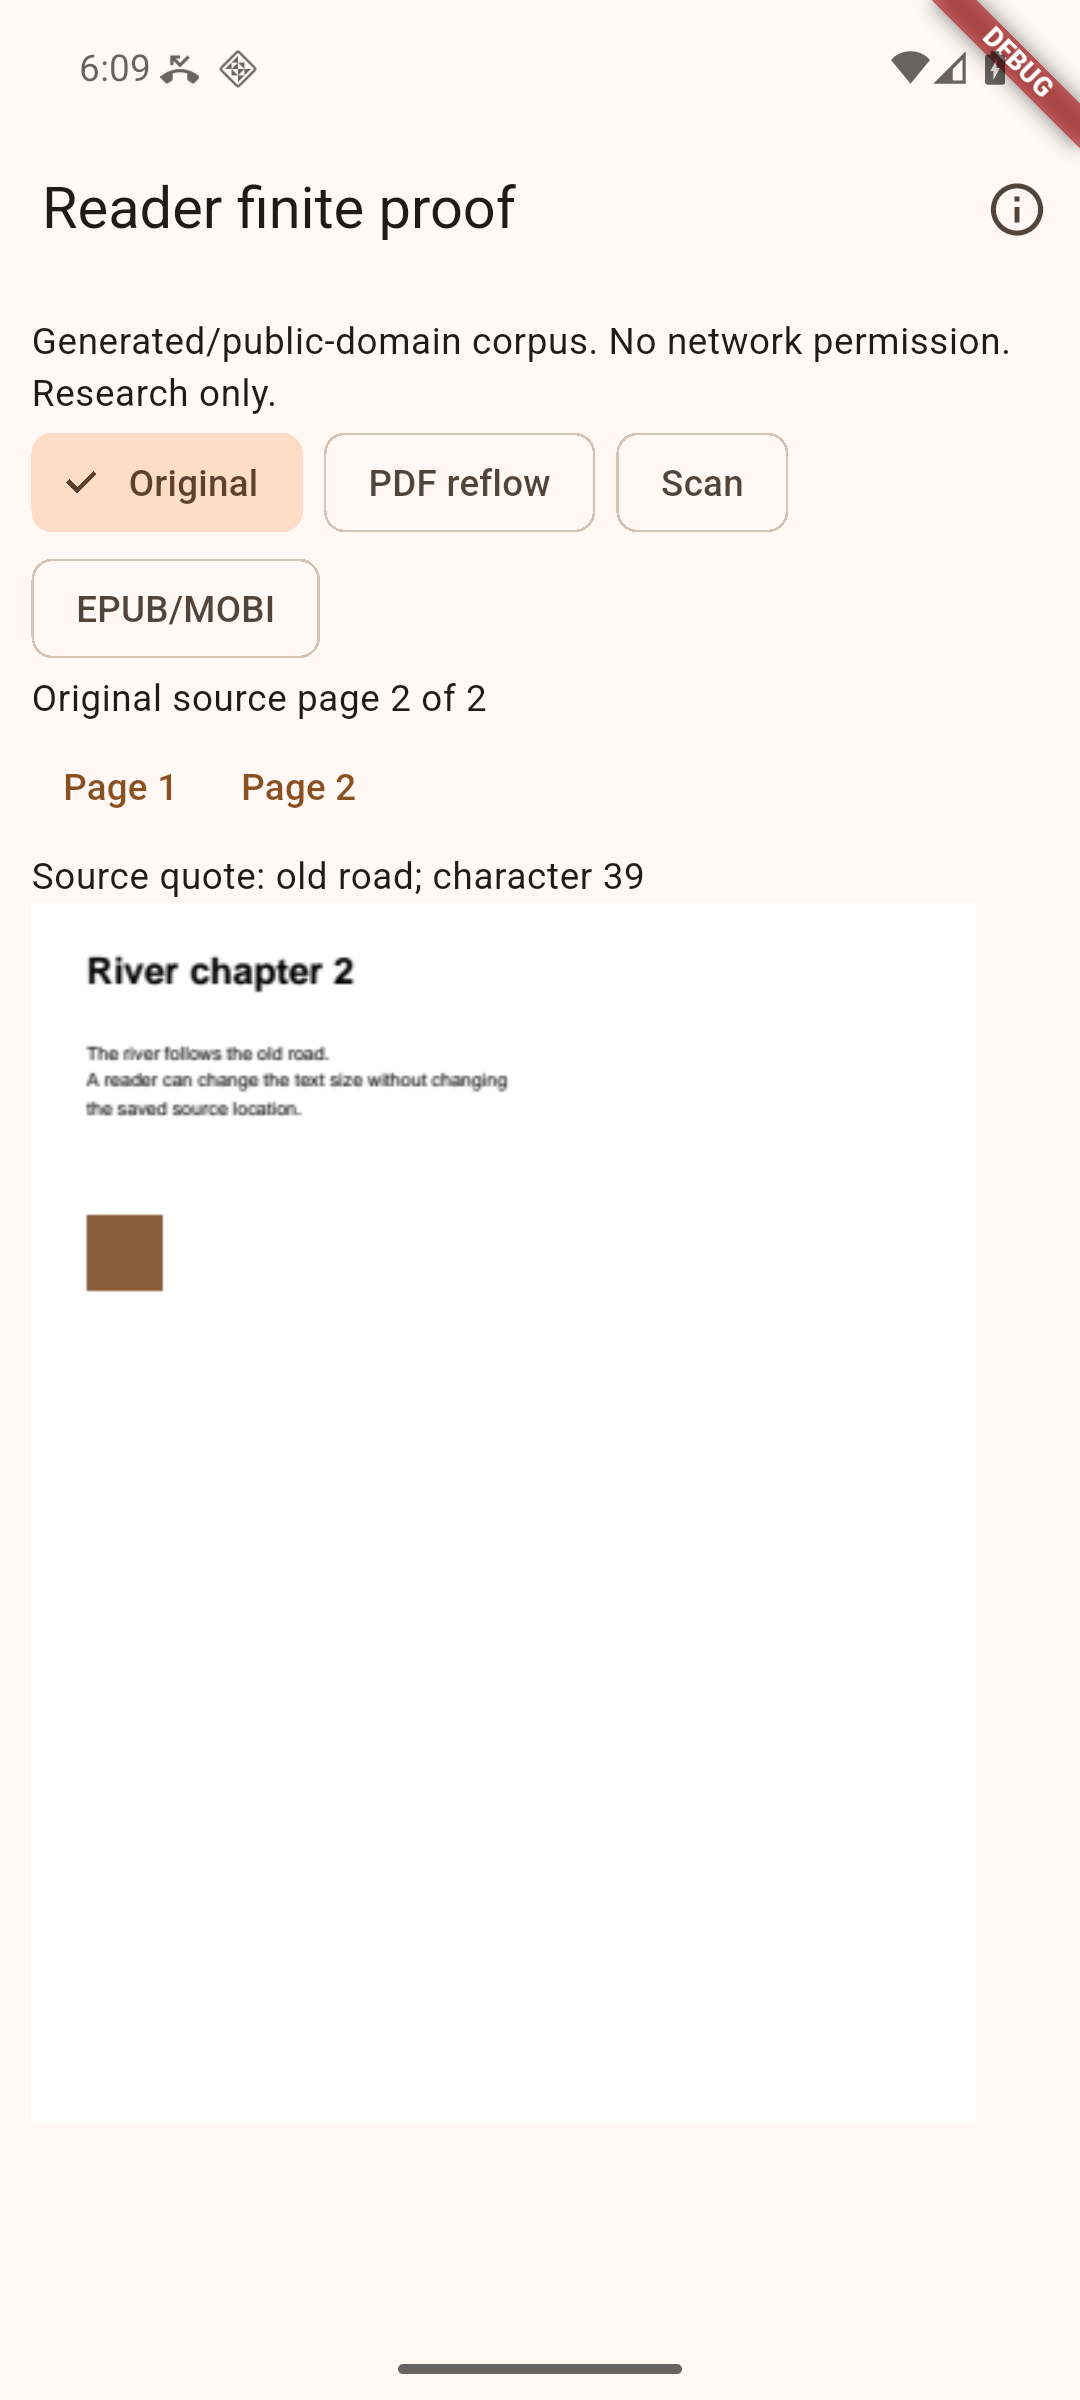 6:09
DEBUG
Reader finite proof
Generated/public-domain corpus. No network permission.
Research only.
Original
PDF reflow
Scan
EPUB/MOBI
Original source page 2 of 2
Page 1
Page 2
Source quote: old road; character 39
River chapter 2
The river follows the old road.
A reader can change the text size without changing
the saved source location.